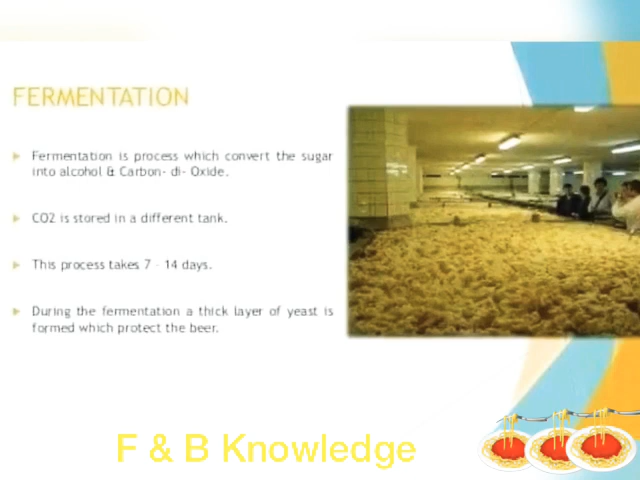 FERMENTATION
Fermentation is process which convert the sugar
into alcohol & Carbon- di- Oxide.
CO2 is stored in a different tank.
This process takes 7 - 14 days.
During the fermentation a thick layer of yeast is
formed which protect the beer.
F & B Knowledge